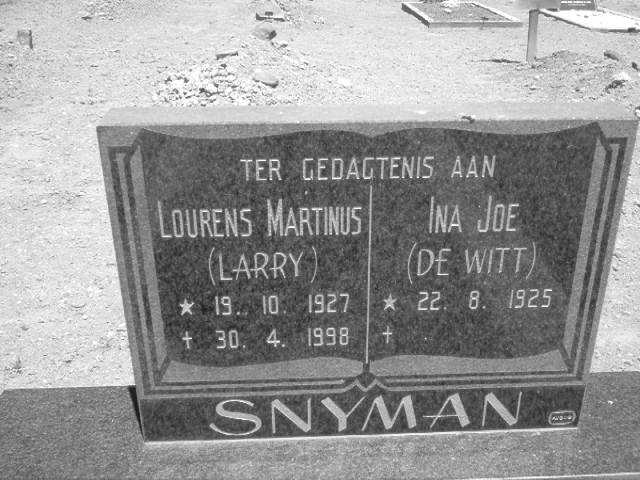 TER GEDAGTENIS AAN
LOURENS MARTINUS
(LARRY)
★ 19. 10. 1927
✝ 30. 4. 1998
INA JOE
(DE WITT)
★ 22. 8. 1925
✝
SNYMAN